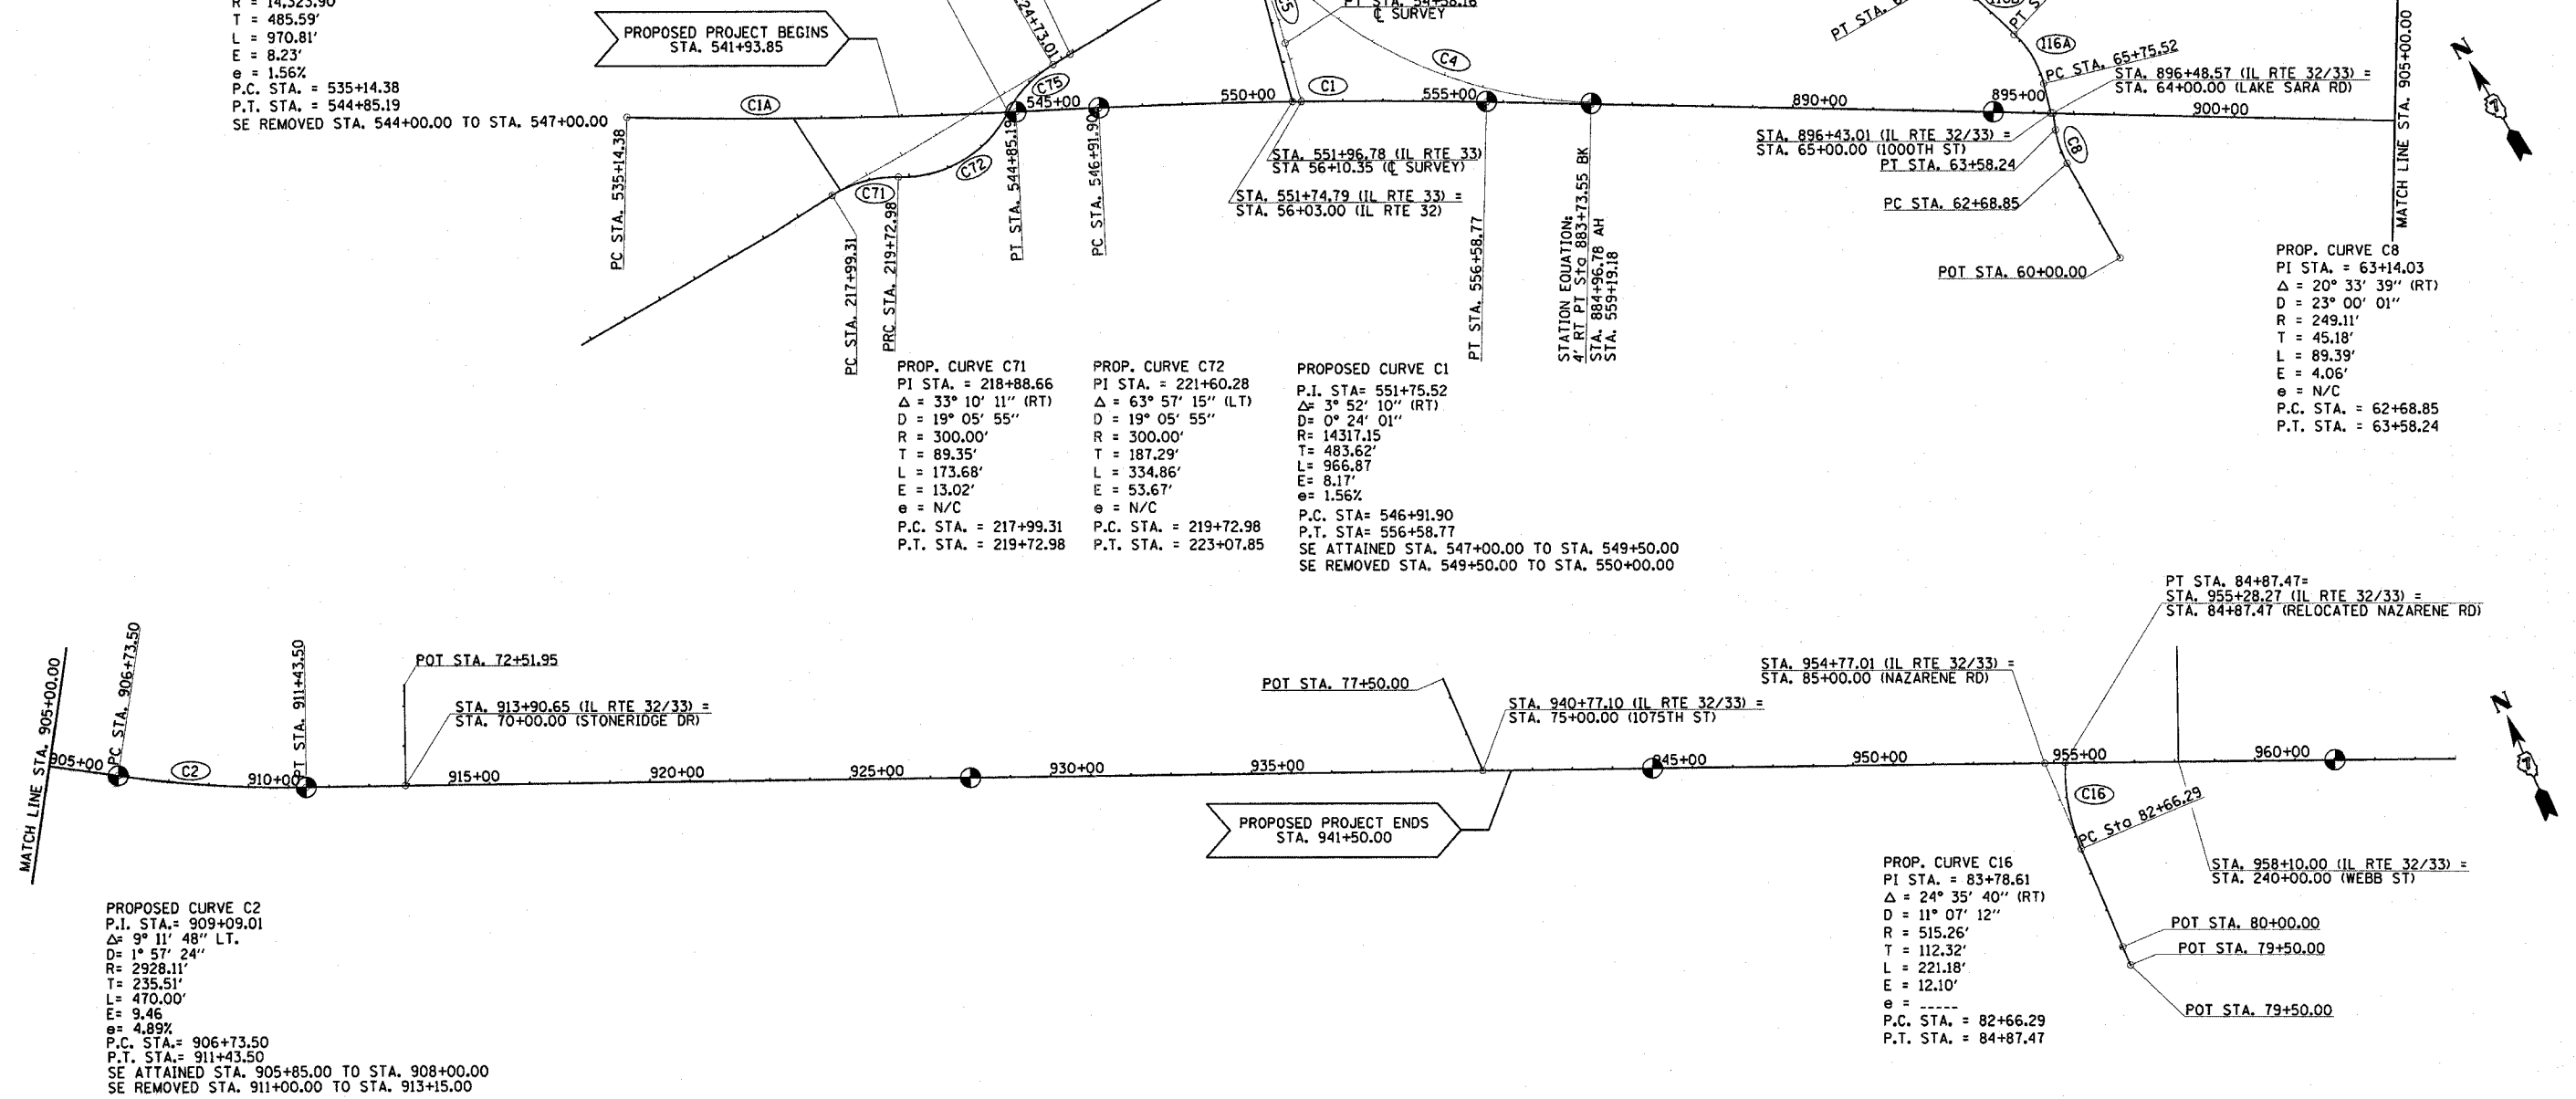 R = 14,323.90
T = 485.59'
L = 970.81'
E = 8.23'
e = 1.56%
P.C. STA. = 535+14.38
P.T. STA. = 544+85.19
SE REMOVED STA. 544+00.00 TO STA. 547+00.00
PROPOSED PROJECT BEGINS
STA. 541+93.85
C1A
PC STA. 535+14.38
24+73.01
C75
C71
C72
PC STA. 217+99.31
PRC STA. 219+72.98
PT STA. 544+85.19
545+00
PC STA. 546+91.90
550+00
C5
PT STA. 54+58.16
℄ SURVEY
C1
C4
555+00
STA. 551+96.78 (IL RTE 33)
STA 56+10.35 (℄ SURVEY)
STA. 551+74.79 (IL RTE 33) =
STA. 56+03.00 (IL RTE 32)
PT STA. 556+58.77
STATION EQUATION:
4' RT PT Sta 883+73.55 BK
STA. 884+96.78 AH
STA. 559+19.18
890+00
PT STA.
116A
PC STA. 65+75.52
895+00
STA. 896+48.57 (IL RTE 32/33) =
STA. 64+00.00 (LAKE SARA RD)
900+00
STA. 896+43.01 (IL RTE 32/33) =
STA. 65+00.00 (1000TH ST)
PT STA. 63+58.24
C8
PC STA. 62+68.85
POT STA. 60+00.00
MATCH LINE STA. 905+00.00
N
PROP. CURVE C8
PI STA. = 63+14.03
Δ = 20° 33' 39" (RT)
D = 23° 00' 01"
R = 249.11'
T = 45.18'
L = 89.39'
E = 4.06'
e = N/C
P.C. STA. = 62+68.85
P.T. STA. = 63+58.24
PROP. CURVE C71
PI STA. = 218+88.66
Δ = 33° 10' 11" (RT)
D = 19° 05' 55"
R = 300.00'
T = 89.35'
L = 173.68'
E = 13.02'
e = N/C
P.C. STA. = 217+99.31
P.T. STA. = 219+72.98
PROP. CURVE C72
PI STA. = 221+60.28
Δ = 63° 57' 15" (LT)
D = 19° 05' 55"
R = 300.00'
T = 187.29'
L = 334.86'
E = 53.67'
e = N/C
P.C. STA. = 219+72.98
P.T. STA. = 223+07.85
PROPOSED CURVE C1
P.I. STA= 551+75.52
Δ= 3° 52' 10" (RT)
D= 0° 24' 01"
R= 14317.15
T= 483.62'
L= 966.87
E= 8.17'
e= 1.56%
P.C. STA= 546+91.90
P.T. STA= 556+58.77
SE ATTAINED STA. 547+00.00 TO STA. 549+50.00
SE REMOVED STA. 549+50.00 TO STA. 550+00.00
MATCH LINE STA. 905+00.00
905+00
PC STA. 906+73.50
C2
910+00
PT STA. 911+43.50
POT STA. 72+51.95
STA. 913+90.65 (IL RTE 32/33) =
STA. 70+00.00 (STONERIDGE DR)
915+00
920+00
925+00
930+00
935+00
POT STA. 77+50.00
STA. 940+77.10 (IL RTE 32/33) =
STA. 75+00.00 (1075TH ST)
PROPOSED PROJECT ENDS
STA. 941+50.00
945+00
950+00
STA. 954+77.01 (IL RTE 32/33) =
STA. 85+00.00 (NAZARENE RD)
PT STA. 84+87.47=
STA. 955+28.27 (IL RTE 32/33) =
STA. 84+87.47 (RELOCATED NAZARENE RD)
955+00
960+00
C16
PC Sta 82+66.29
STA. 958+10.00 (IL RTE 32/33) =
STA. 240+00.00 (WEBB ST)
POT STA. 80+00.00
POT STA. 79+50.00
POT STA. 79+50.00
N
PROP. CURVE C16
PI STA. = 83+78.61
Δ = 24° 35' 40" (RT)
D = 11° 07' 12"
R = 515.26'
T = 112.32'
L = 221.18'
E = 12.10'
e = _____
P.C. STA. = 82+66.29
P.T. STA. = 84+87.47
PROPOSED CURVE C2
P.I. STA.= 909+09.01
Δ= 9° 11' 48" LT.
D= 1° 57' 24"
R= 2928.11'
T= 235.51'
L= 470.00'
E= 9.46
e= 4.89%
P.C. STA.= 906+73.50
P.T. STA.= 911+43.50
SE ATTAINED STA. 905+85.00 TO STA. 908+00.00
SE REMOVED STA. 911+00.00 TO STA. 913+15.00